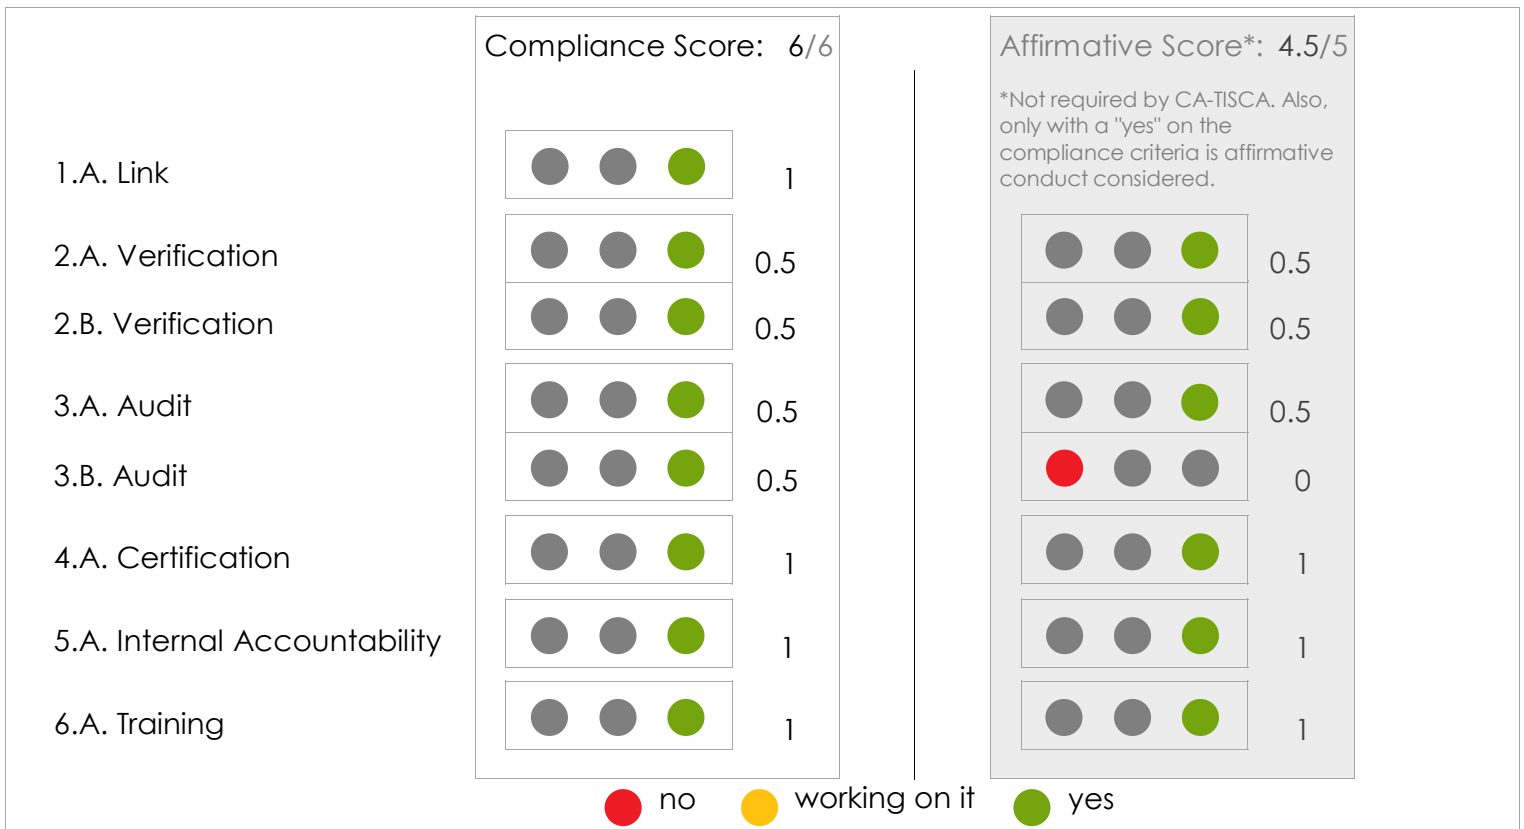 Compliance Score: 6/6
Affirmative Score*: 4.5/5
*Not required by CA-TISCA. Also,
only with a "yes" on the
compliance criteria is affirmative
conduct considered.
1.A. Link 1
2.A. Verification 0.5 0.5
2.B. Verification 0.5 0.5
3.A. Audit 0.5 0.5
3.B. Audit 0.5 0
4.A. Certification 1 1
5.A. Internal Accountability 1 1
6.A. Training 1 1
no working on it yes